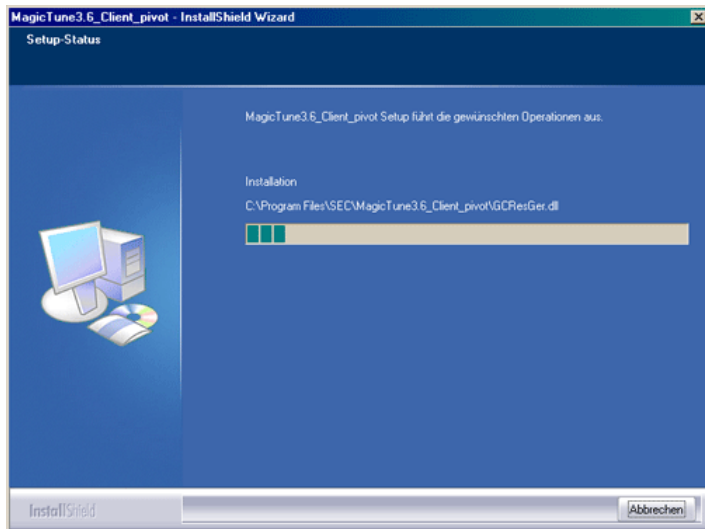 MagicTune3.6_Client_pivot - InstallShield Wizard
Setup-Status
MagicTune3.6_Client_pivot Setup führt die gewünschten Operationen aus.
Installation
C:\Program Files\SEC\MagicTune3.6_Client_pivot\GCResGer.dll
InstallShield
Abbrechen